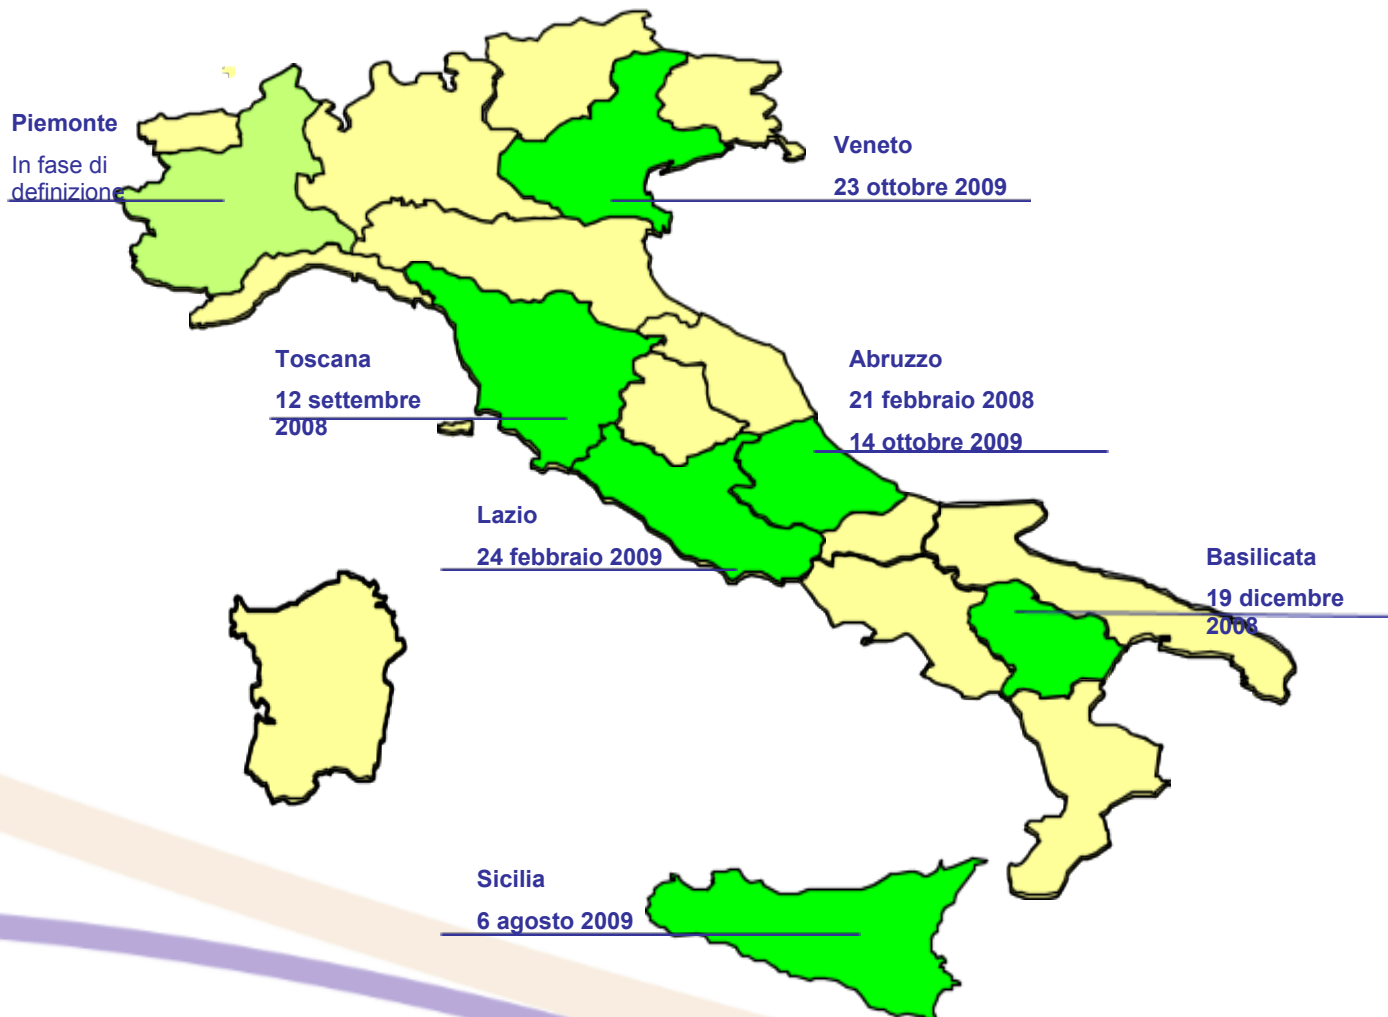 Piemonte
In fase di
definizione
Veneto
23 ottobre 2009
Toscana
12 settembre
2008
Abruzzo
21 febbraio 2008
14 ottobre 2009
Lazio
24 febbraio 2009
Basilicata
19 dicembre
2008
Sicilia
6 agosto 2009